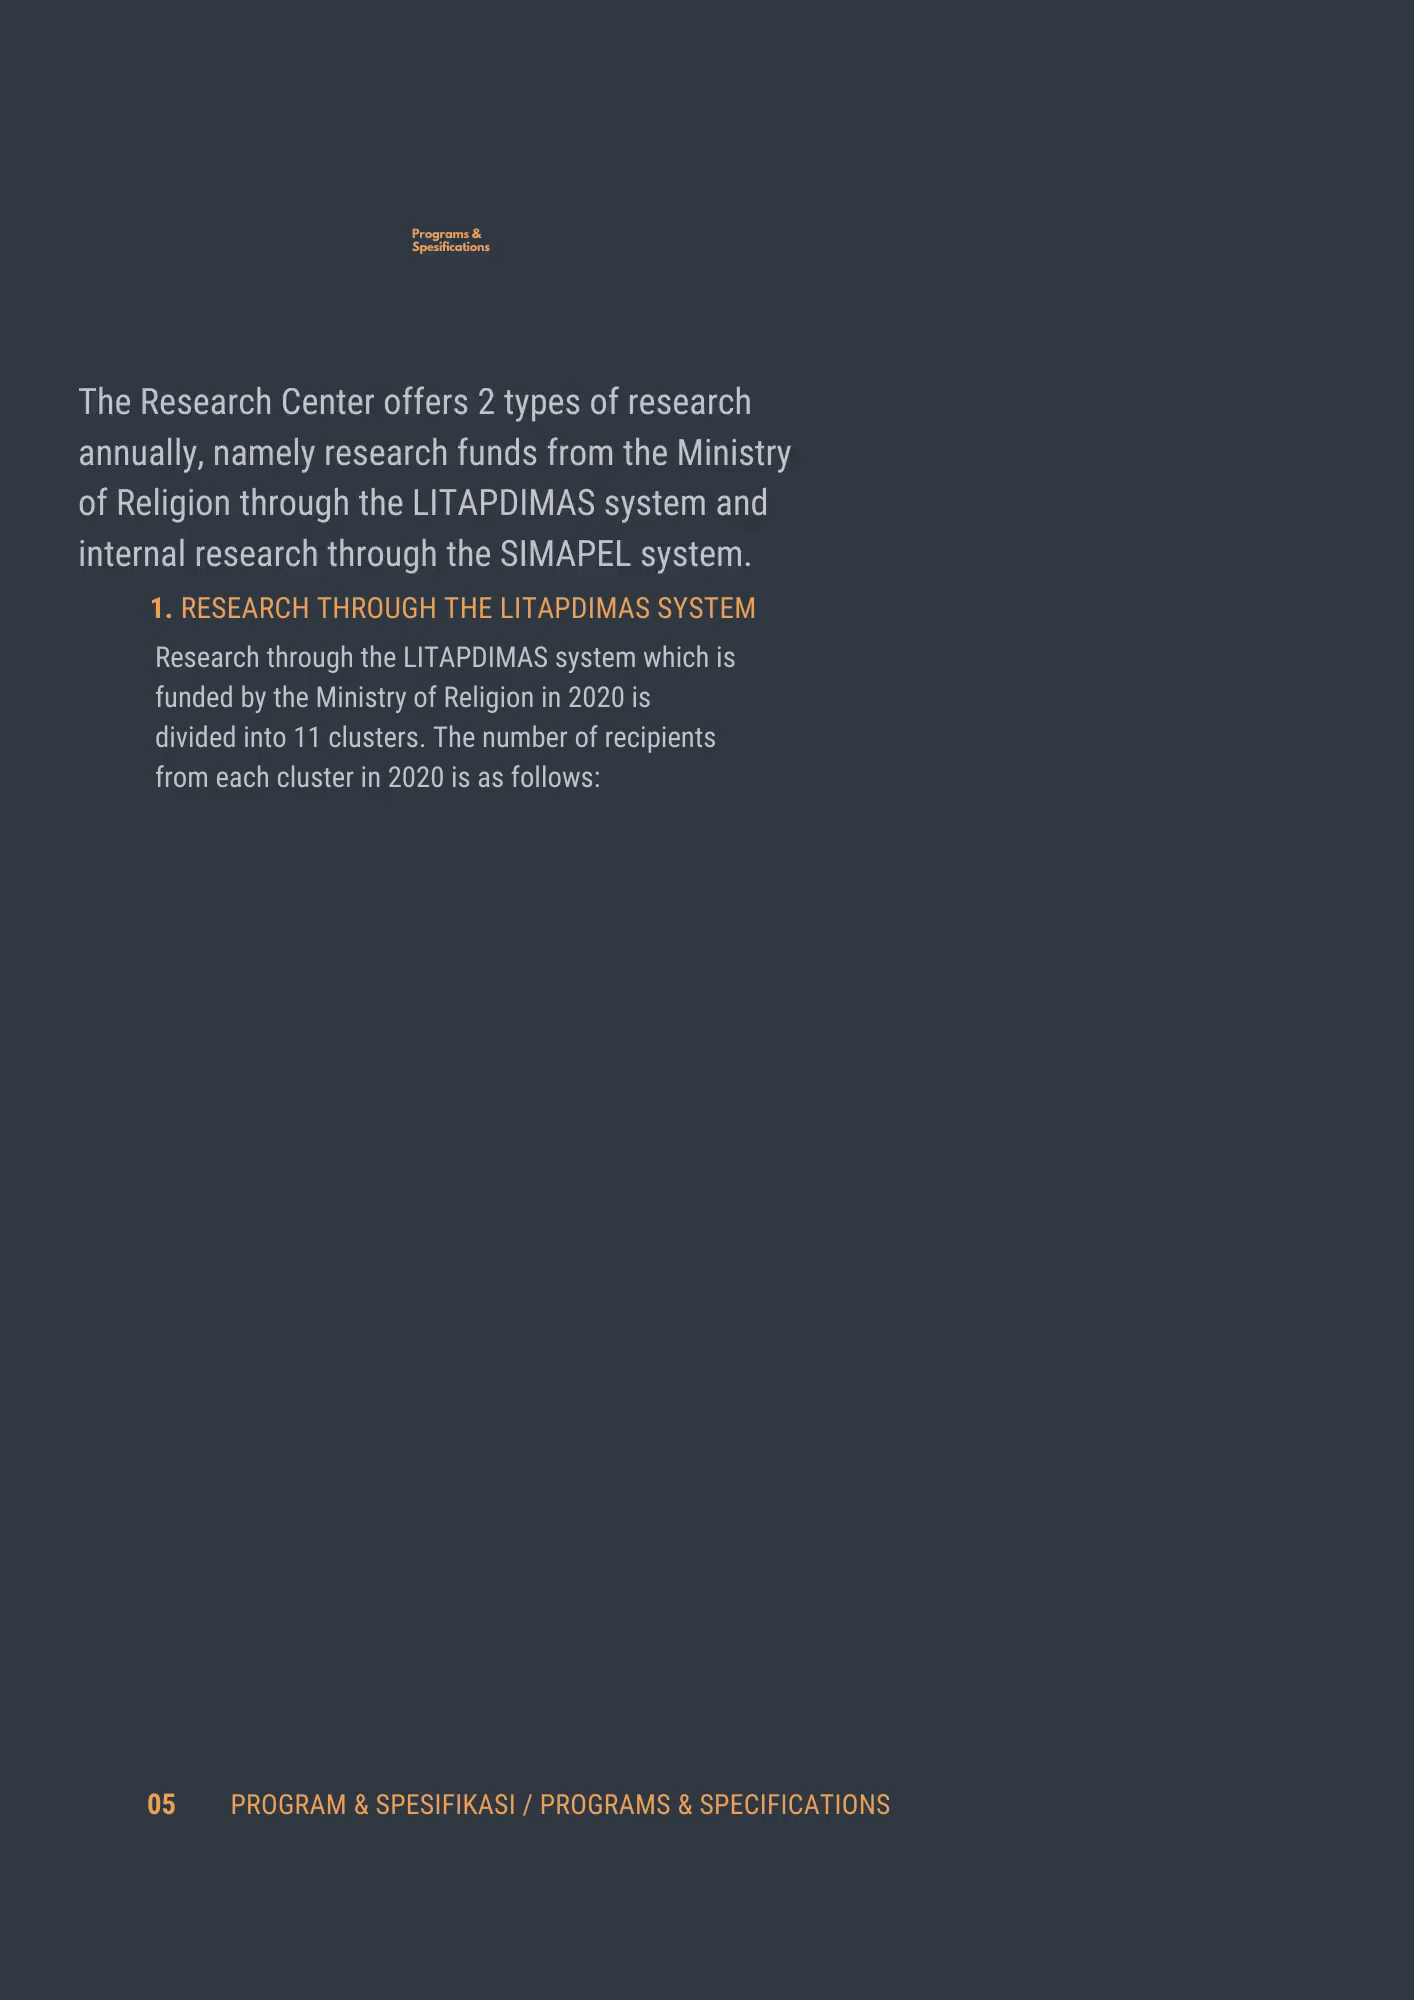 Programs &
Spesifications
The Research Center offers 2 types of research
annually, namely research funds from the Ministry
of Religion through the LITAPDIMAS system and
internal research through the SIMAPEL system.
1. RESEARCH THROUGH THE LITAPDIMAS SYSTEM
Research through the LITAPDIMAS system which is
funded by the Ministry of Religion in 2020 is
divided into 11 clusters. The number of recipients
from each cluster in 2020 is as follows:
05 PROGRAM & SPESIFIKASI / PROGRAMS & SPECIFICATIONS